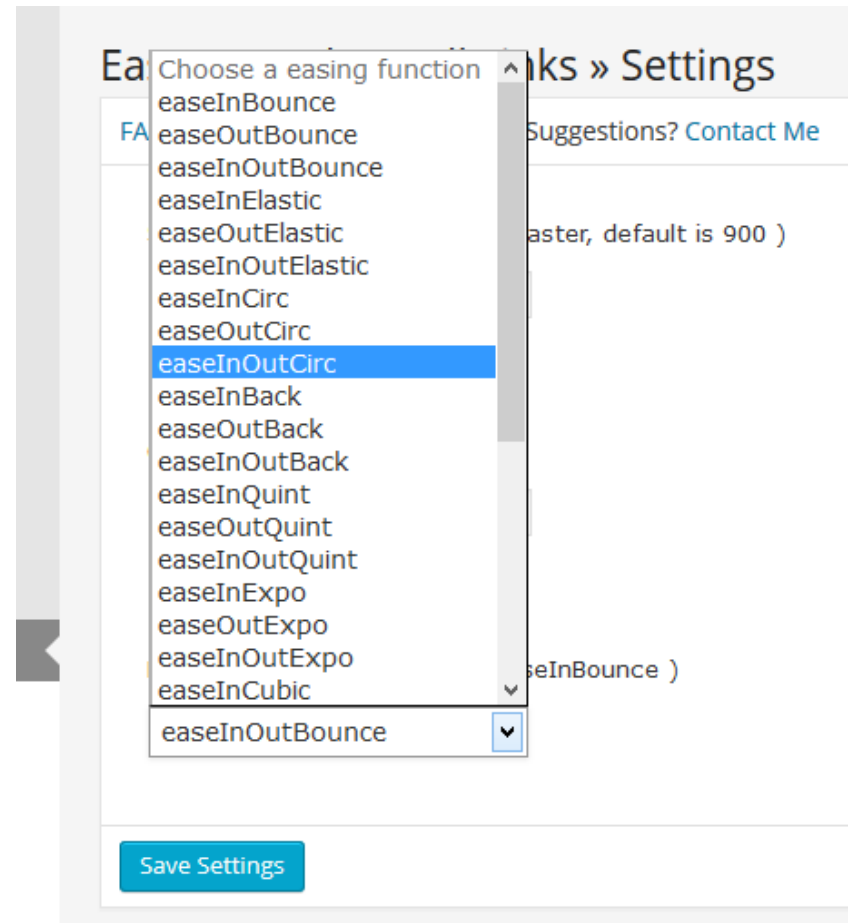 nks » Settings
Choose a easing function
easeInBounce
easeOutBounce
easeInOutBounce
easeInElastic
easeOutElastic
easeInOutElastic
easeInCirc
easeOutCirc
easeInOutCirc
easeInBack
easeOutBack
easeInOutBack
easeInQuint
easeOutQuint
easeInOutQuint
easeInExpo
easeOutExpo
easeInOutExpo
easeInCubic
easeInOutBounce
FA
Suggestions? Contact Me
aster, default is 900 )
seInBounce )
Save Settings